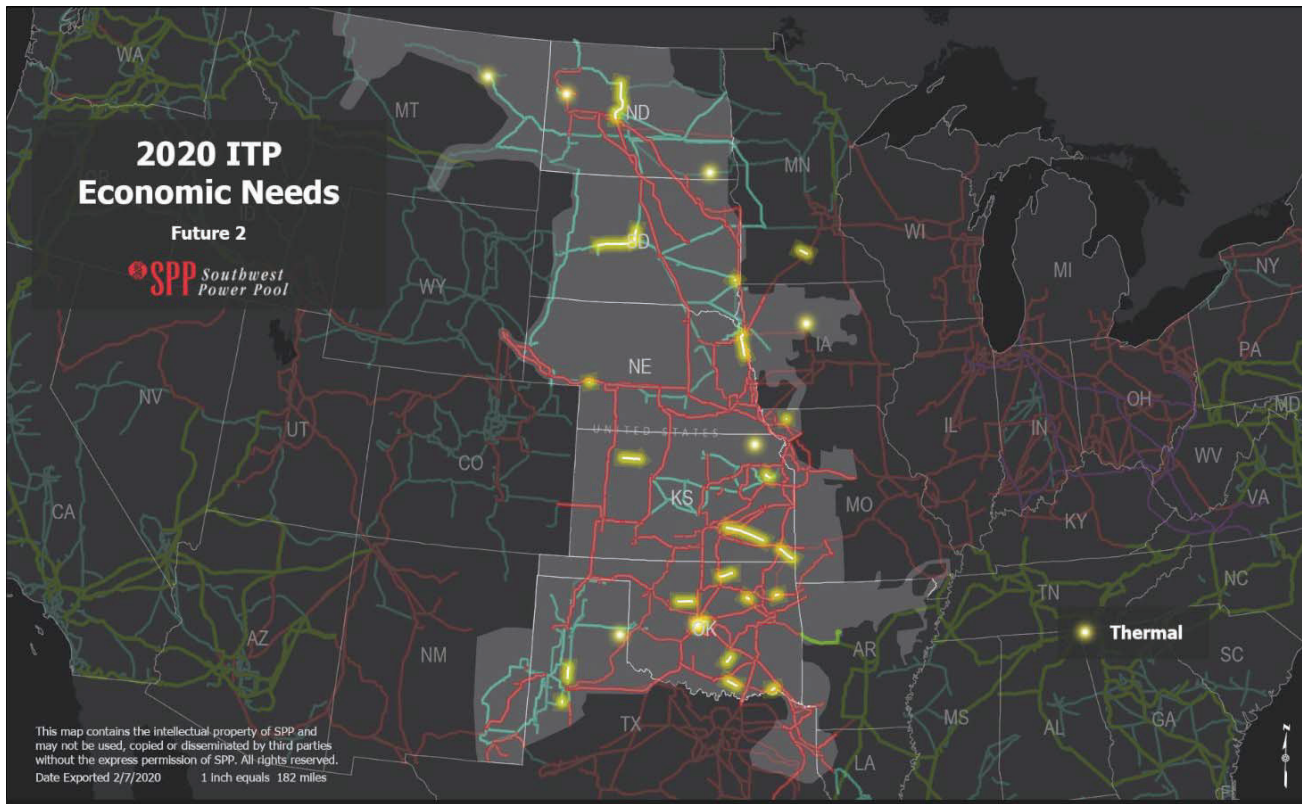 2020 ITP
Economic Needs
Future 2
SPP Southwest
Power Pool
WA
MT
ND
MN
OR
ID
SD
WI
MI
NY
WY
IA
PA
NE
NV
OH
MD
UT
UNITED STATES
IL
IN
CO
WV
CA
KS
MO
KY
VA
NC
TN
Thermal
OK
AZ
NM
AR
SC
TX
MS
AL
GA
LA
This map contains the intellectual property of SPP and
may not be used, copied or disseminated by third parties
without the express permission of SPP. All rights reserved.
Date Exported 2/7/2020 1 inch equals 182 miles
N